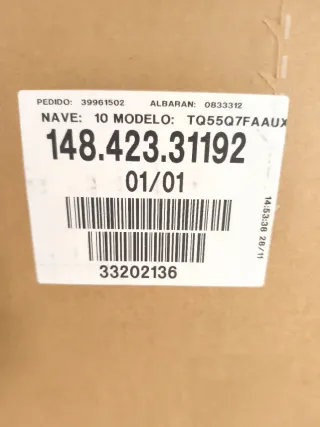 PEDIDO: 39961502 ALBARAN: 0833312
NAVE: 10 MODELO: TQ55Q7FAAUX
148.423.31192
01/01
33202136
14:53:38 28/11